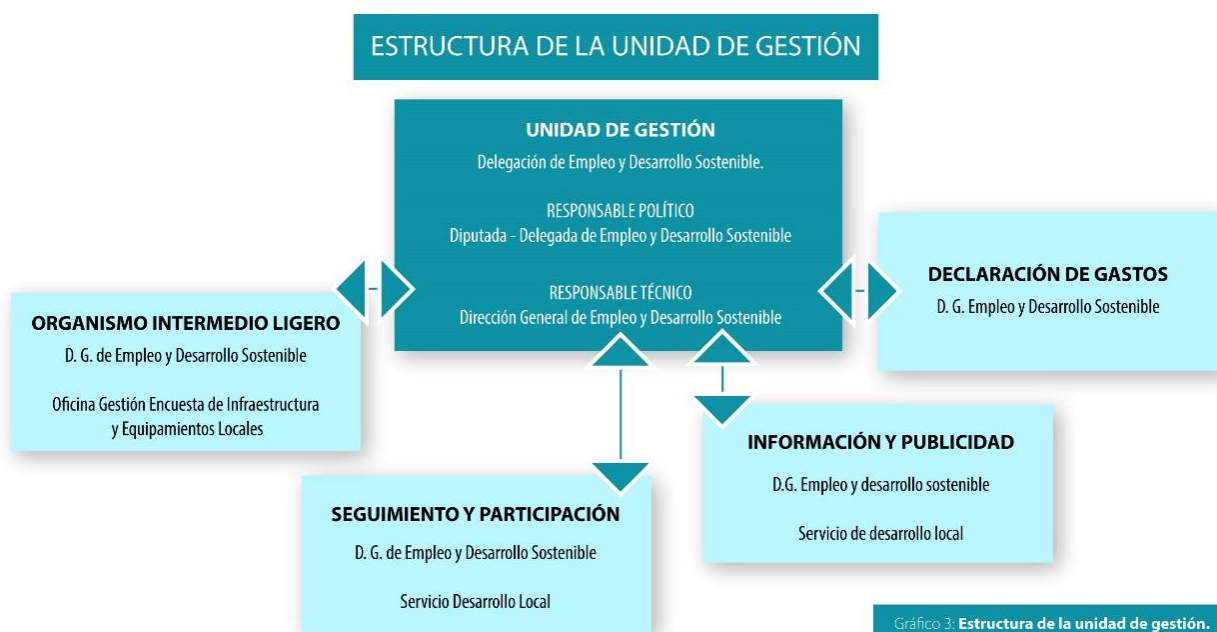 ESTRUCTURA DE LA UNIDAD DE GESTIÓN
UNIDAD DE GESTIÓN
Delegación de Empleo y Desarrollo Sostenible.
RESPONSABLE POLÍTICO
Diputada - Delegada de Empleo y Desarrollo Sostenible
RESPONSABLE TÉCNICO
Dirección General de Empleo y Desarrollo Sostenible
ORGANISMO INTERMEDIO LIGERO
D. G. de Empleo y Desarrollo Sostenible
Oficina Gestión Encuesta de Infraestructura
y Equipamientos Locales
DECLARACIÓN DE GASTOS
D. G. Empleo y Desarrollo Sostenible
SEGUIMIENTO Y PARTICIPACIÓN
D. G. de Empleo y Desarrollo Sostenible
Servicio Desarrollo Local
INFORMACIÓN Y PUBLICIDAD
D.G. Empleo y desarrollo sostenible
Servicio de desarrollo local
Gráfico 3: Estructura de la unidad de gestión.